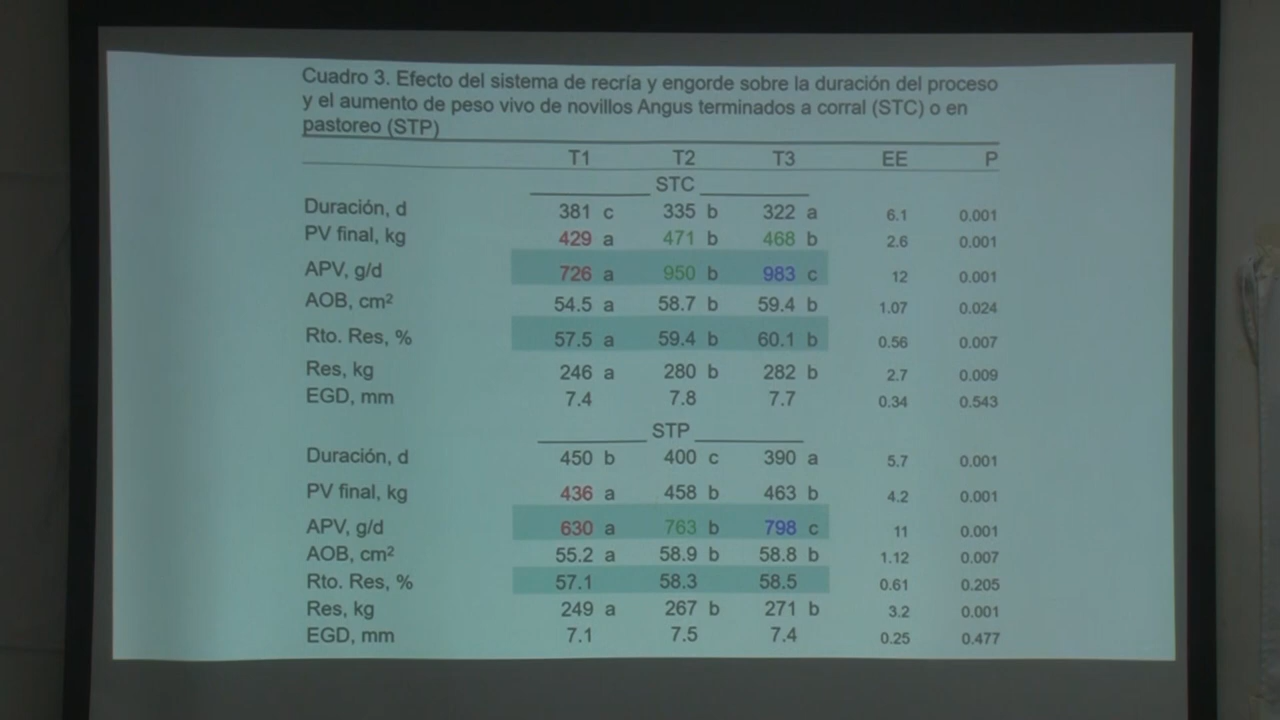 Cuadro 3. Efecto del sistema de recría y engorde sobre la duración del proceso
y el aumento de peso vivo de novillos Angus terminados a corral (STC) o en
pastoreo (STP)
T1 T2 T3 EE P
STC
Duración, d 381 c 335 b 322 a 6.1 0.001
PV final, kg 429 a 471 b 468 b 2.6 0.001
APV, g/d 726 a 950 b 983 c 12 0.001
AOB, cm² 54.5 a 58.7 b 59.4 b 1.07 0.024
Rto. Res, % 57.5 a 59.4 b 60.1 b 0.56 0.007
Res, kg 246 a 280 b 282 b 2.7 0.009
EGD, mm 7.4 7.8 7.7 0.34 0.543
STP
Duración, d 450 b 400 c 390 a 5.7 0.001
PV final, kg 436 a 458 b 463 b 4.2 0.001
APV, g/d 630 a 763 b 798 c 11 0.001
AOB, cm² 55.2 a 58.9 b 58.8 b 1.12 0.007
Rto. Res, % 57.1 58.3 58.5 0.61 0.205
Res, kg 249 a 267 b 271 b 3.2 0.001
EGD, mm 7.1 7.5 7.4 0.25 0.477